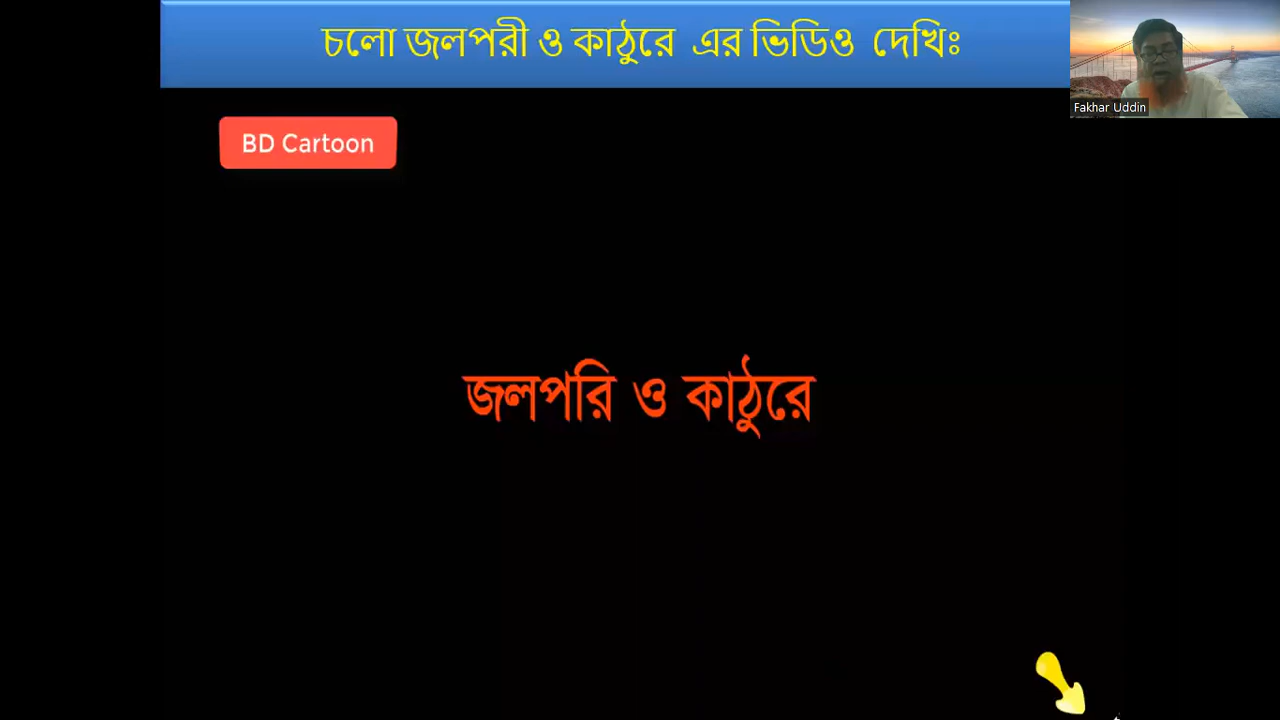 চলো জলপরী ও কাঠুরে এর ভিডিও দেখিঃ
Fakhar Uddin
BD Cartoon
জলপরি ও কাঠুরে